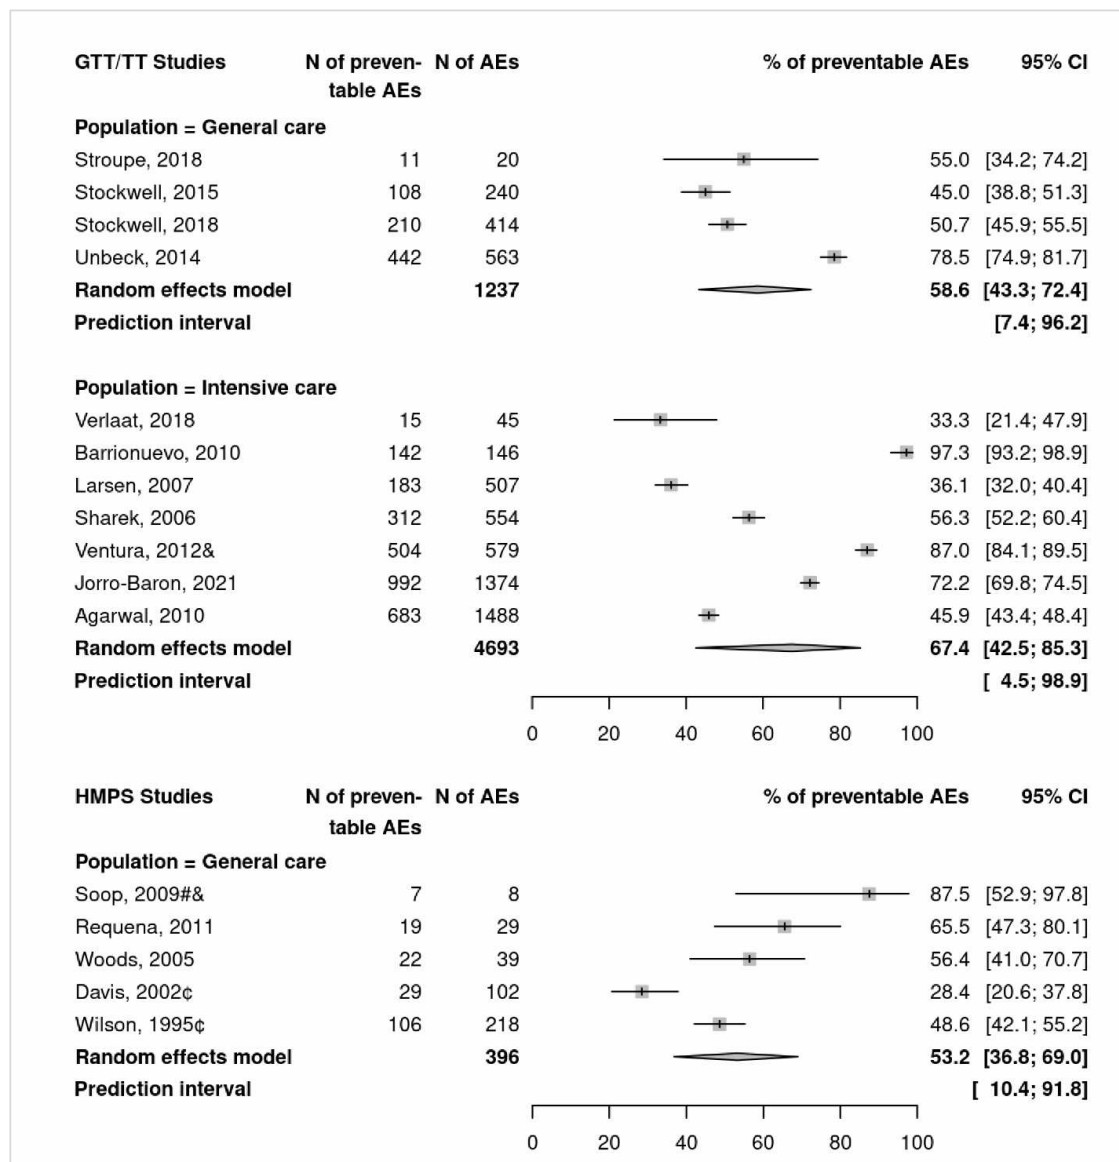 GTT/TT Studies N of preven- N of AEs % of preventable AEs 95% CI
table AEs
Population = General care
Stroupe, 2018 11 20 55.0 [34.2; 74.2]
Stockwell, 2015 108 240 45.0 [38.8; 51.3]
Stockwell, 2018 210 414 50.7 [45.9; 55.5]
Unbeck, 2014 442 563 78.5 [74.9; 81.7]
Random effects model 1237 58.6 [43.3; 72.4]
Prediction interval [7.4; 96.2]
Population = Intensive care
Verlaat, 2018 15 45 33.3 [21.4; 47.9]
Barrionuevo, 2010 142 146 97.3 [93.2; 98.9]
Larsen, 2007 183 507 36.1 [32.0; 40.4]
Sharek, 2006 312 554 56.3 [52.2; 60.4]
Ventura, 2012& 504 579 87.0 [84.1; 89.5]
Jorro-Baron, 2021 992 1374 72.2 [69.8; 74.5]
Agarwal, 2010 683 1488 45.9 [43.4; 48.4]
Random effects model 4693 67.4 [42.5; 85.3]
Prediction interval [ 4.5; 98.9]
0 20 40 60 80 100
HMPS Studies N of preven- N of AEs % of preventable AEs 95% CI
table AEs
Population = General care
Soop, 2009#& 7 8 87.5 [52.9; 97.8]
Requena, 2011 19 29 65.5 [47.3; 80.1]
Woods, 2005 22 39 56.4 [41.0; 70.7]
Davis, 2002¢ 29 102 28.4 [20.6; 37.8]
Wilson, 1995¢ 106 218 48.6 [42.1; 55.2]
Random effects model 396 53.2 [36.8; 69.0]
Prediction interval [ 10.4; 91.8]
0 20 40 60 80 100